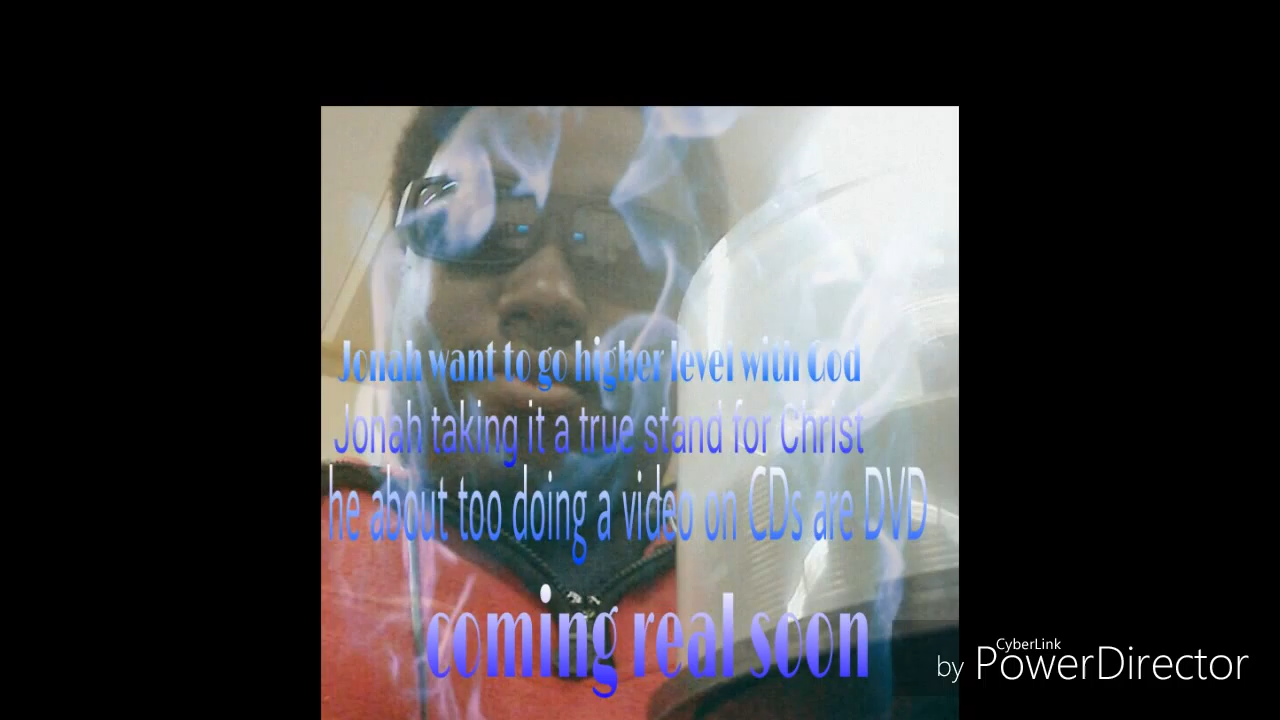 Jonah want to go higher level with God
Jonah taking it a true stand for Christ
he about too doing a video on CDs are DVD
coming real soon
CyberLink
by PowerDirector